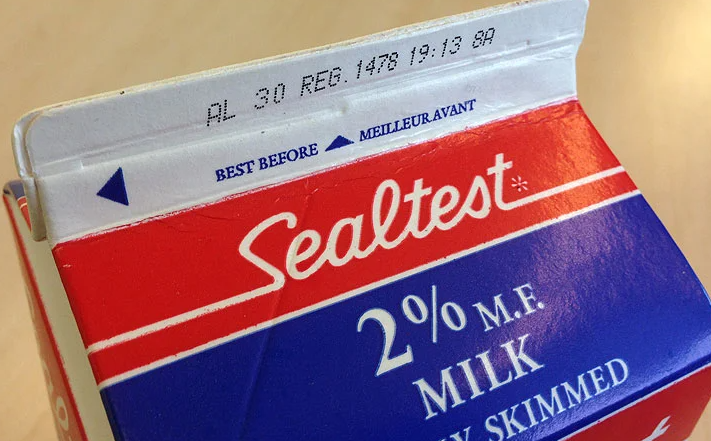 AL 30 REG.1478 19:13 8A
BEST BEFORE MEILLEUR AVANT
Sealtest*
2% M.F.
MILK
SKIMMED